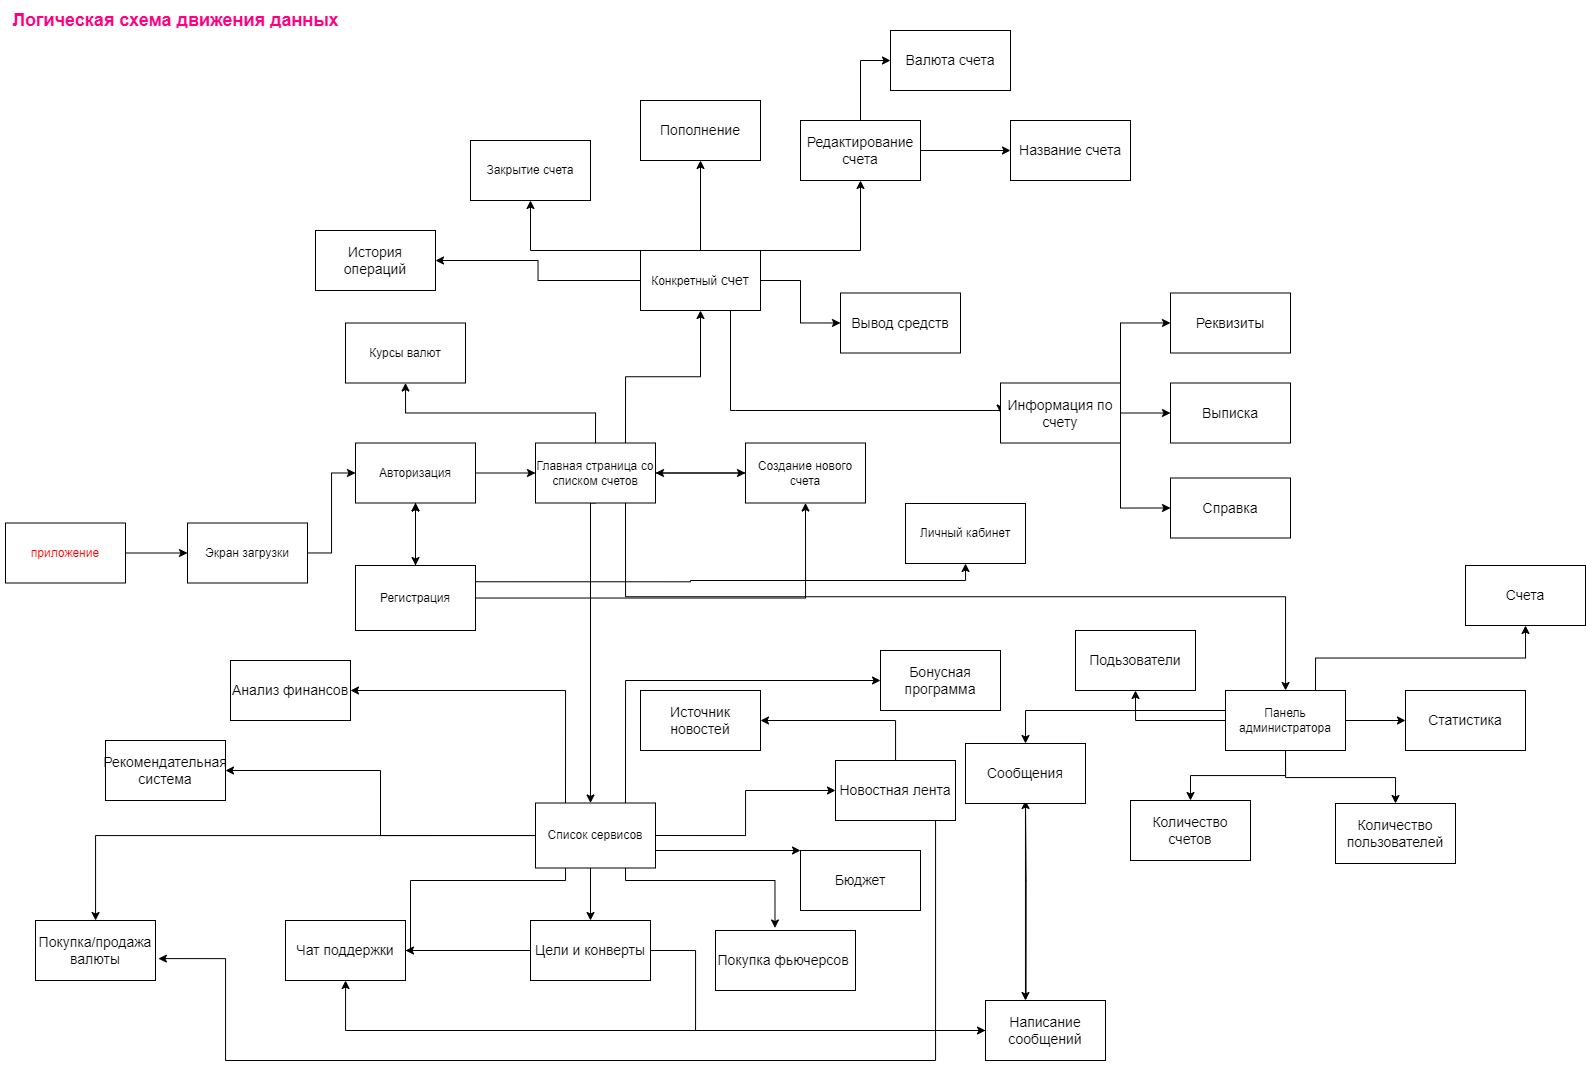 Логическая схема движения данных
Валюта счета
Пополнение
Редактирование
счета
Название счета
Закрытие счета
История
операций
Конкретный счет
Вывод средств
Реквизиты
Курсы валют
Информация по
счету
Выписка
Авторизация
Главная страница со
списком счетов
Создание нового
счета
Справка
приложение
Экран загрузки
Личный кабинет
Регистрация
Счета
Подьзователи
Анализ финансов
Бонусная
программа
Источник
новостей
Панель
администратора
Статистика
Рекомендательная
система
Сообщения
Новостная лента
Список сервисов
Количество
счетов
Количество
пользователей
Бюджет
Покупка/продажа
валюты
Чат поддержки
Цели и конверты
Покупка фьючерсов
Написание
сообщений